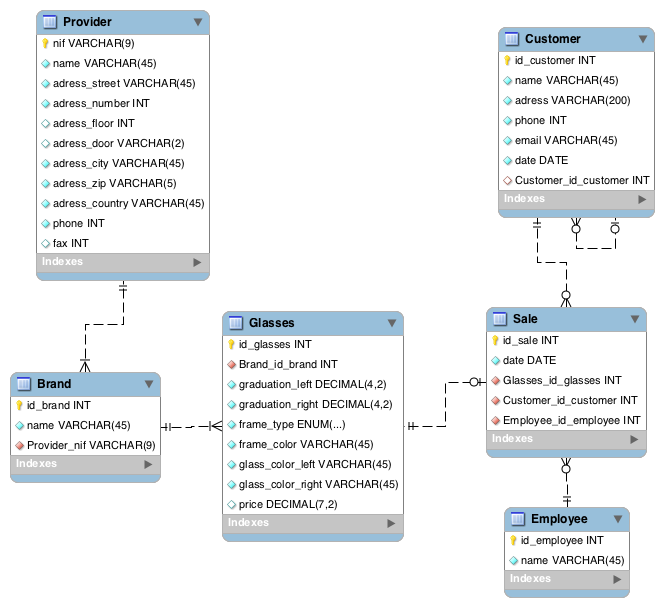 Provider
nif VARCHAR(9)
name VARCHAR(45)
adress_street VARCHAR(45)
adress_number INT
adress_floor INT
adress_door VARCHAR(2)
adress_city VARCHAR(45)
adress_zip VARCHAR(5)
adress_country VARCHAR(45)
phone INT
fax INT
Indexes
Customer
id_customer INT
name VARCHAR(45)
adress VARCHAR(200)
phone INT
email VARCHAR(45)
date DATE
Customer_id_customer INT
Indexes
Brand
id_brand INT
name VARCHAR(45)
Provider_nif VARCHAR(9)
Indexes
Glasses
id_glasses INT
Brand_id_brand INT
graduation_left DECIMAL(4,2)
graduation_right DECIMAL(4,2)
frame_type ENUM(...)
frame_color VARCHAR(45)
glass_color_left VARCHAR(45)
glass_color_right VARCHAR(45)
price DECIMAL(7,2)
Indexes
Sale
id_sale INT
date DATE
Glasses_id_glasses INT
Customer_id_customer INT
Employee_id_employee INT
Indexes
Employee
id_employee INT
name VARCHAR(45)
Indexes